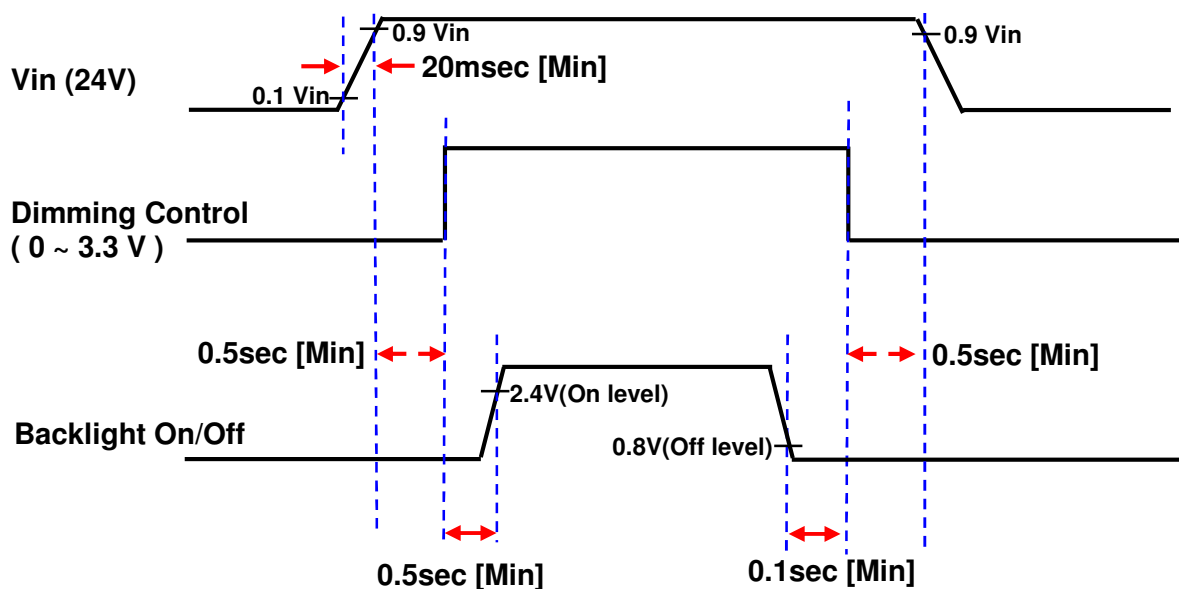 0.9 Vin
0.9 Vin
20msec [Min]
Vin (24V)
0.1 Vin
Dimming Control
( 0 ~ 3.3 V )
0.5sec [Min]
0.5sec [Min]
2.4V(On level)
Backlight On/Off
0.8V(Off level)
0.5sec [Min]
0.1sec [Min]